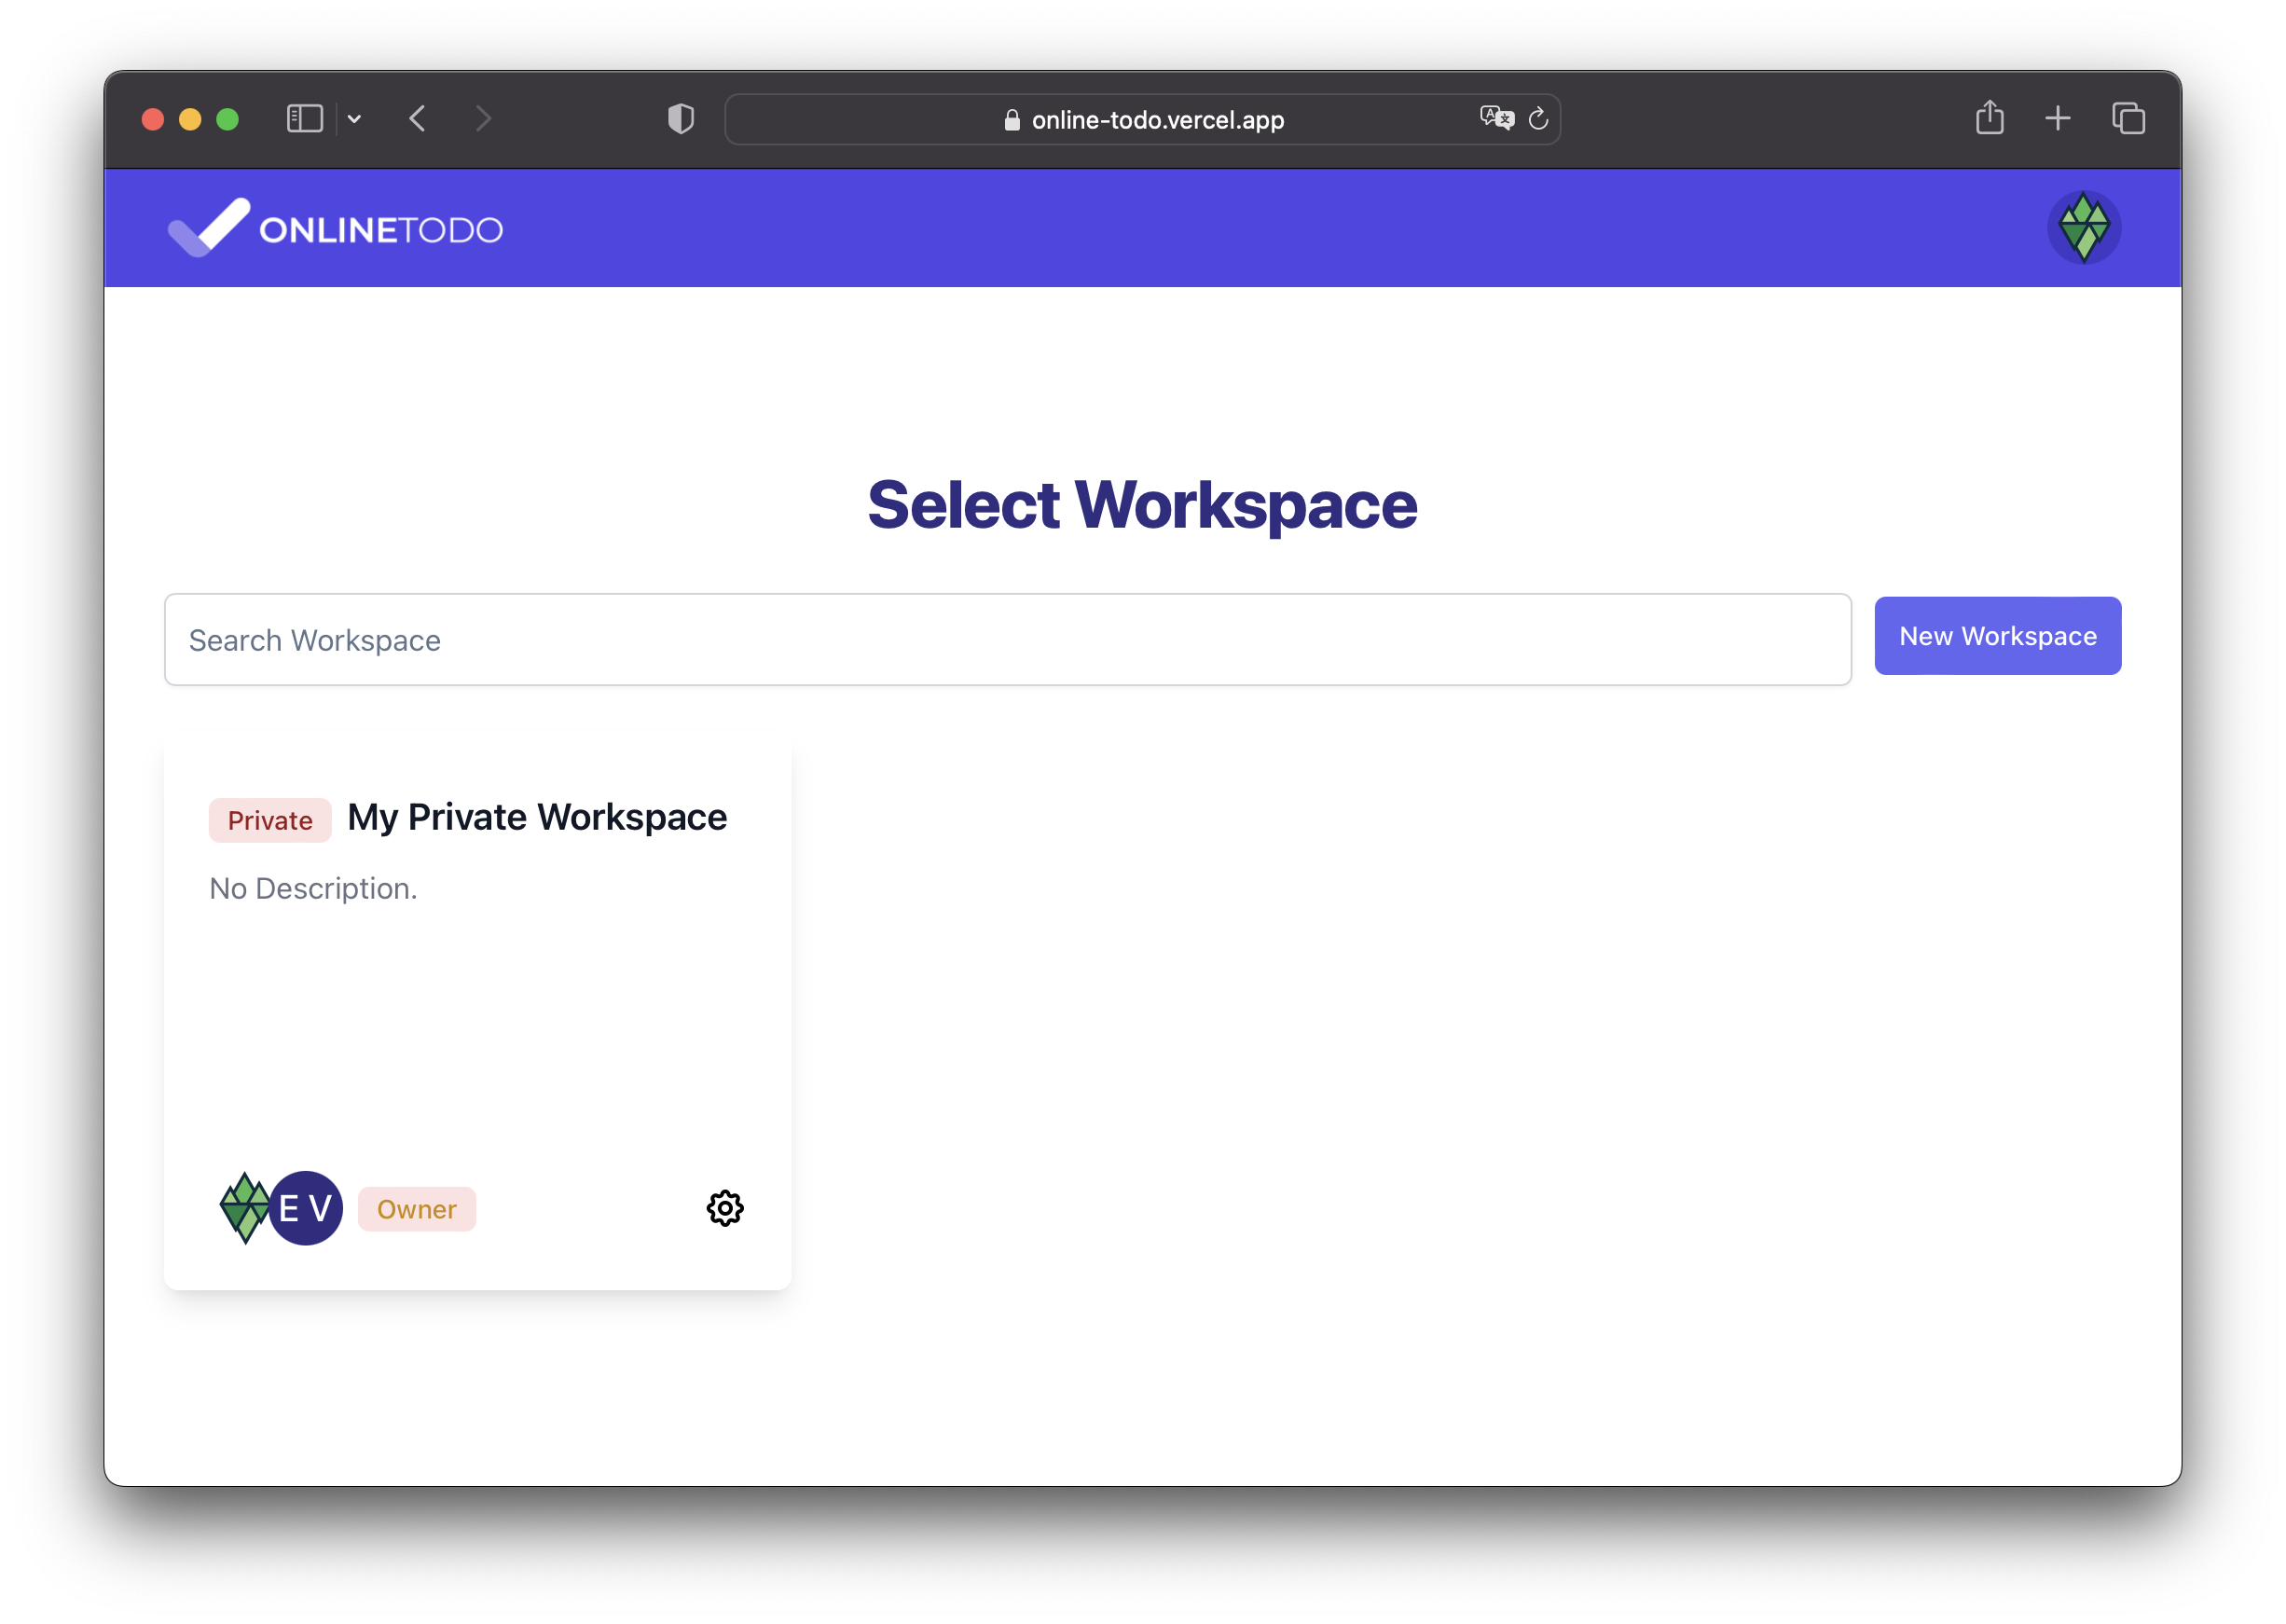 online-todo.vercel.app
ONLINETODO
Select Workspace
Search Workspace
New Workspace
Private My Private Workspace
No Description.
E V Owner